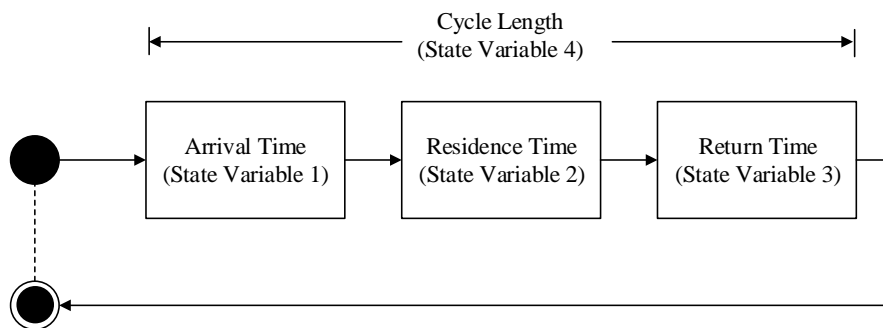 Cycle Length
(State Variable 4)
Arrival Time
(State Variable 1)
Residence Time
(State Variable 2)
Return Time
(State Variable 3)